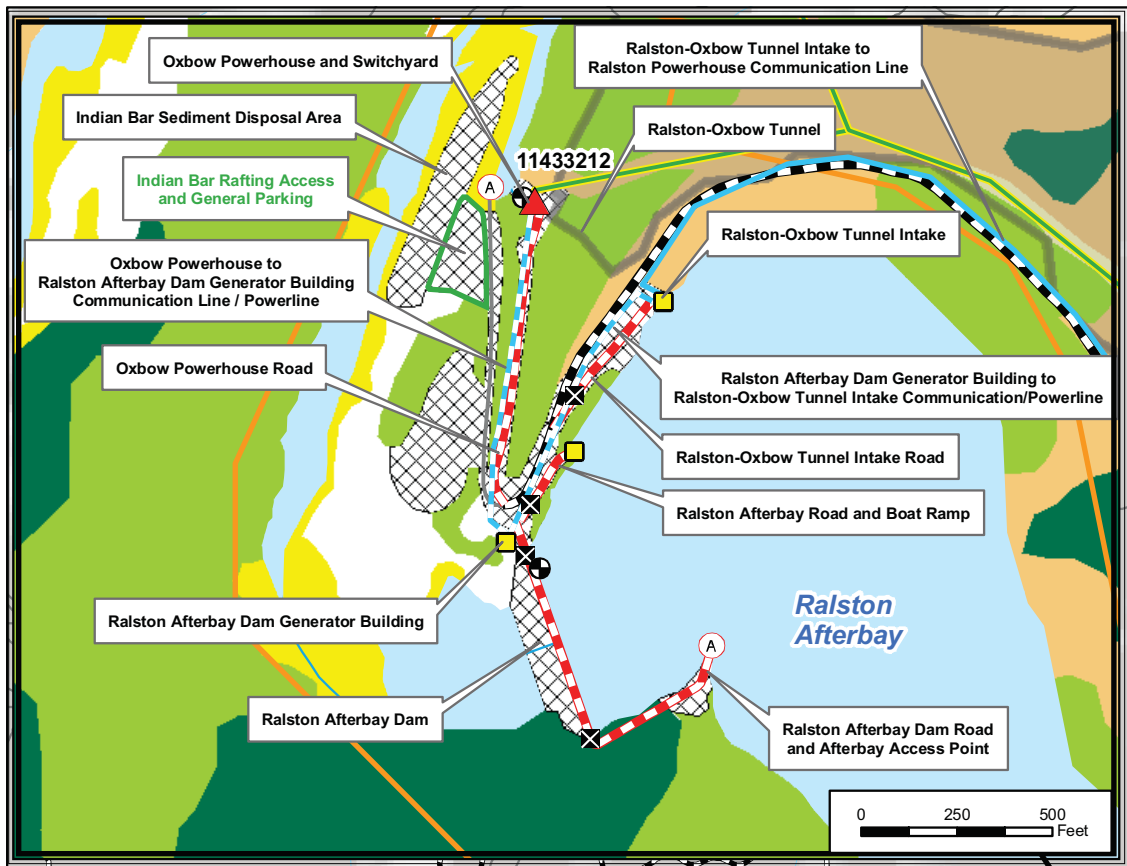 Oxbow Powerhouse and Switchyard
Ralston-Oxbow Tunnel Intake to
Ralston Powerhouse Communication Line
Indian Bar Sediment Disposal Area
Ralston-Oxbow Tunnel
11433212
Indian Bar Rafting Access
and General Parking
A
Ralston-Oxbow Tunnel Intake
Oxbow Powerhouse to
Ralston Afterbay Dam Generator Building
Communication Line / Powerline
Oxbow Powerhouse Road
Ralston Afterbay Dam Generator Building to
Ralston-Oxbow Tunnel Intake Communication/Powerline
Ralston-Oxbow Tunnel Intake Road
Ralston Afterbay Road and Boat Ramp
Ralston Afterbay Dam Generator Building
Ralston
Afterbay
A
Ralston Afterbay Dam
Ralston Afterbay Dam Road
and Afterbay Access Point
0 250 500
Feet